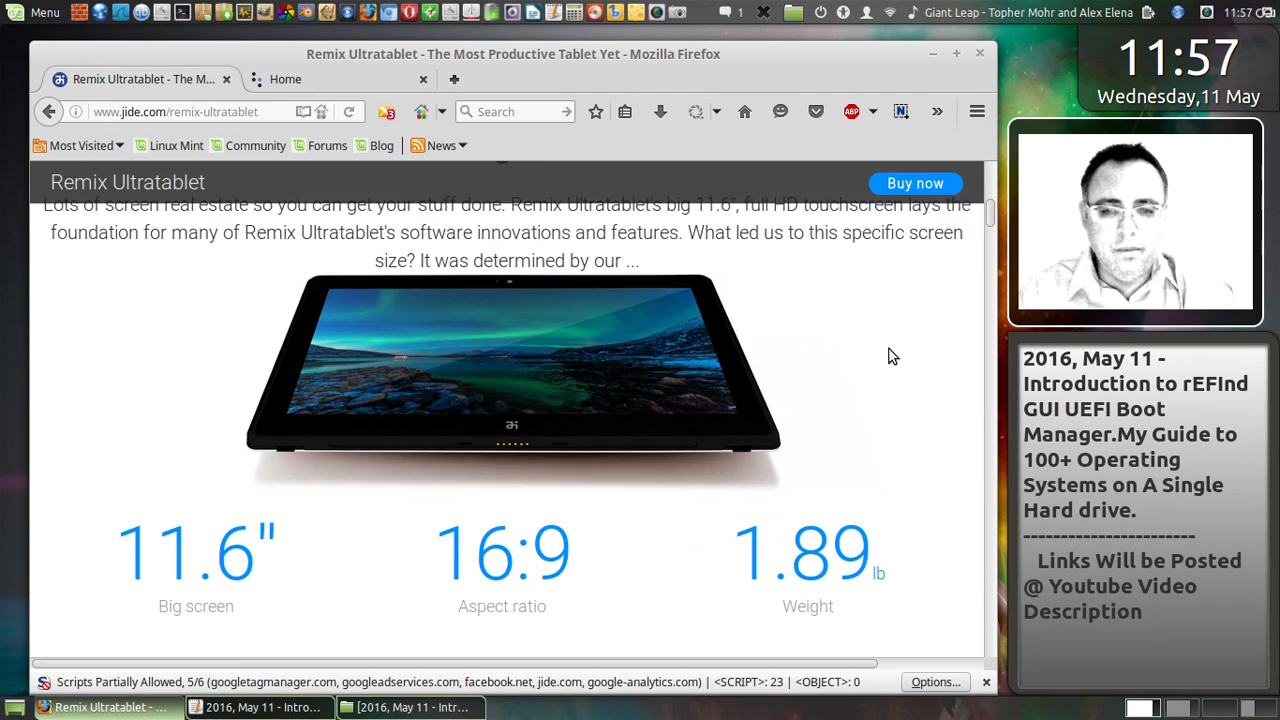 Menu
1
Giant Leap - Topher Mohr and Alex Elena
11:57
Remix Ultratablet - The Most Productive Tablet Yet - Mozilla Firefox
Remix Ultratablet - The M...
Home
www.jide.com/remix-ultratablet
3
Search
ABP
Most Visited
Linux Mint
Community
Forums
Blog
News
Remix Ultratablet
Buy now
Lots of screen real estate so you can get your stuff done. Remix Ultratablet's big 11.6", full HD touchscreen lays the
foundation for many of Remix Ultratablet's software innovations and features. What led us to this specific screen
size? It was determined by our ...
11.6" 16:9 1.89 lb
Big screen Aspect ratio Weight
Scripts Partially Allowed, 5/6 (googletagmanager.com, googleadservices.com, facebook.net, jide.com, google-analytics.com) | <SCRIPT>: 23 | <OBJECT>: 0
Options...
Remix Ultratablet - ...
2016, May 11 - Intro...
[2016, May 11 - Intr...
11:57
Wednesday,11 May
2016, May 11 -
Introduction to rEFInd
GUI UEFI Boot
Manager.My Guide to
100+ Operating
Systems on A Single
Hard drive.
------------------------
Links Will be Posted
@ Youtube Video
Description